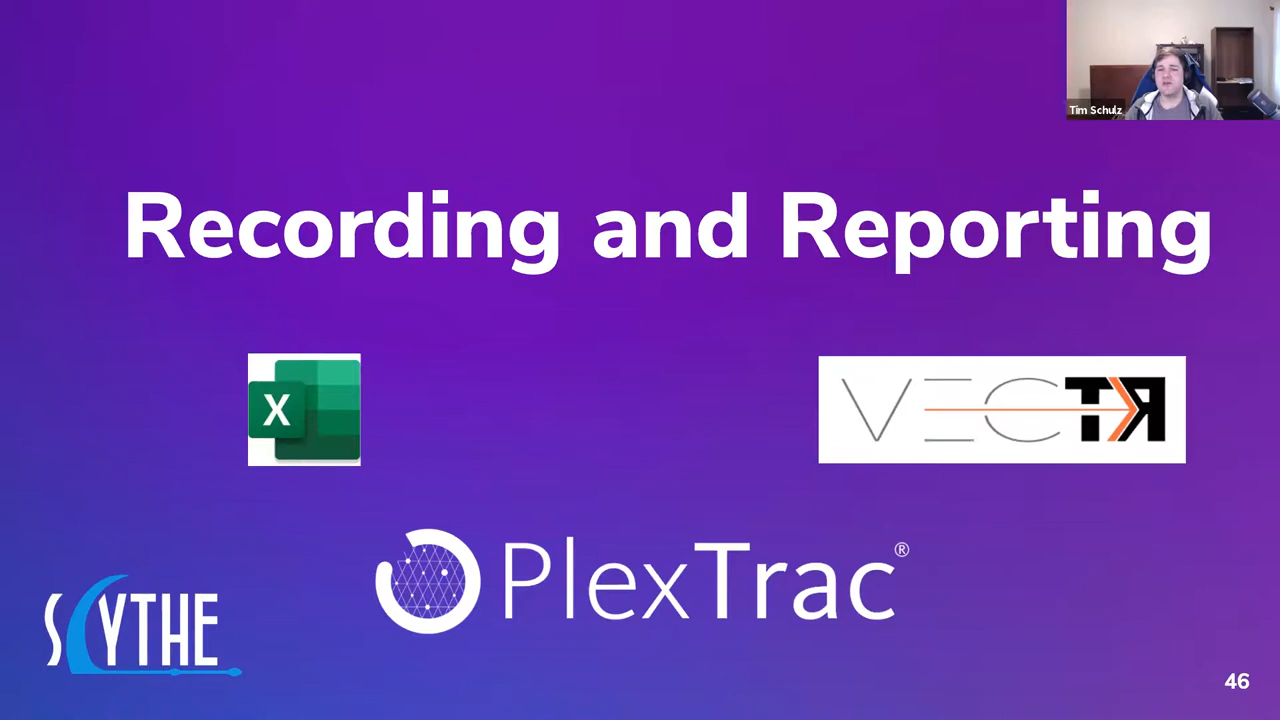 Tim Schulz
Recording and Reporting
X
VECTR
PlexTrac®
SCYTHE
46